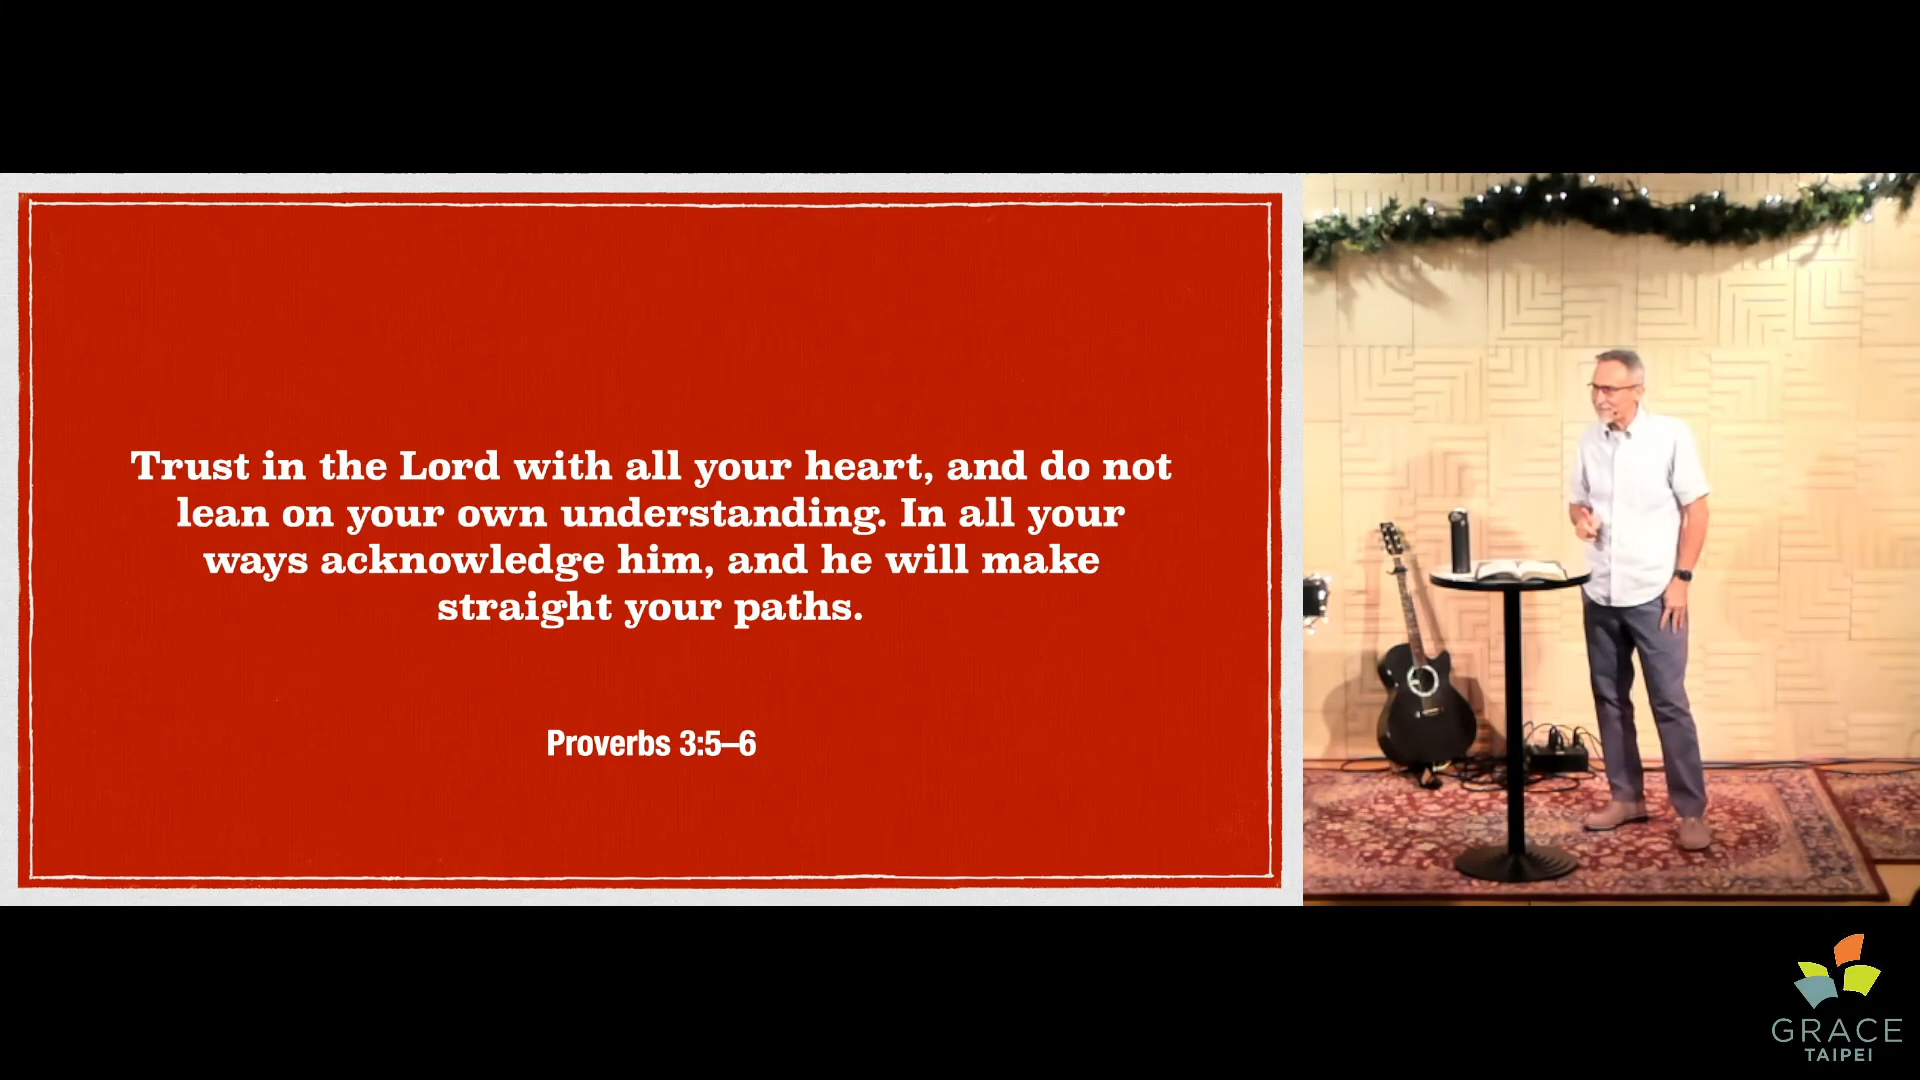 Trust in the Lord with all your heart, and do not
lean on your own understanding. In all your
ways acknowledge him, and he will make
straight your paths.
Proverbs 3:5–6
GRACE
TAIPEI